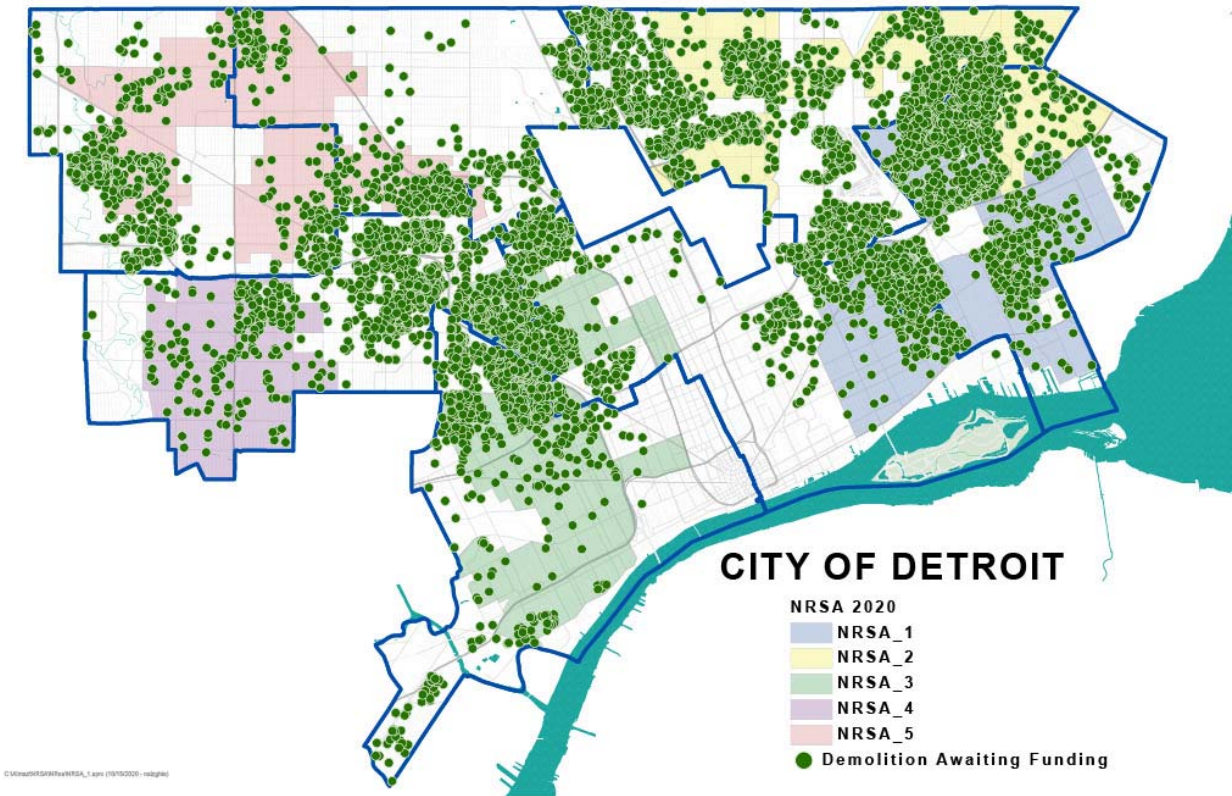 CITY OF DETROIT
NRSA 2020
NRSA_1
NRSA_2
NRSA_3
NRSA_4
NRSA_5
Demolition Awaiting Funding